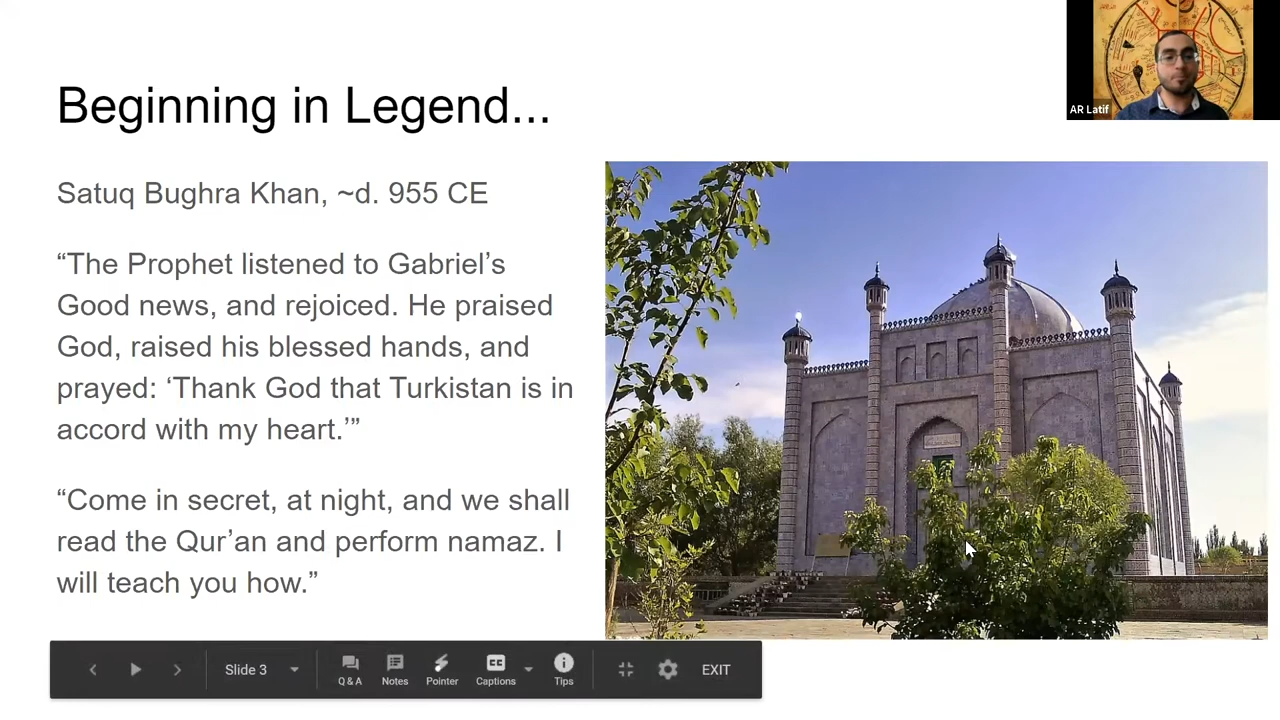 AR Latif
Beginning in Legend...
Satuq Bughra Khan, ~d. 955 CE
“The Prophet listened to Gabriel’s
Good news, and rejoiced. He praised
God, raised his blessed hands, and
prayed: ‘Thank God that Turkistan is in
accord with my heart.’”
“Come in secret, at night, and we shall
read the Qur’an and perform namaz. I
will teach you how.”
Slide 3
Q & A
Notes
Pointer
CC
Captions
Tips
EXIT